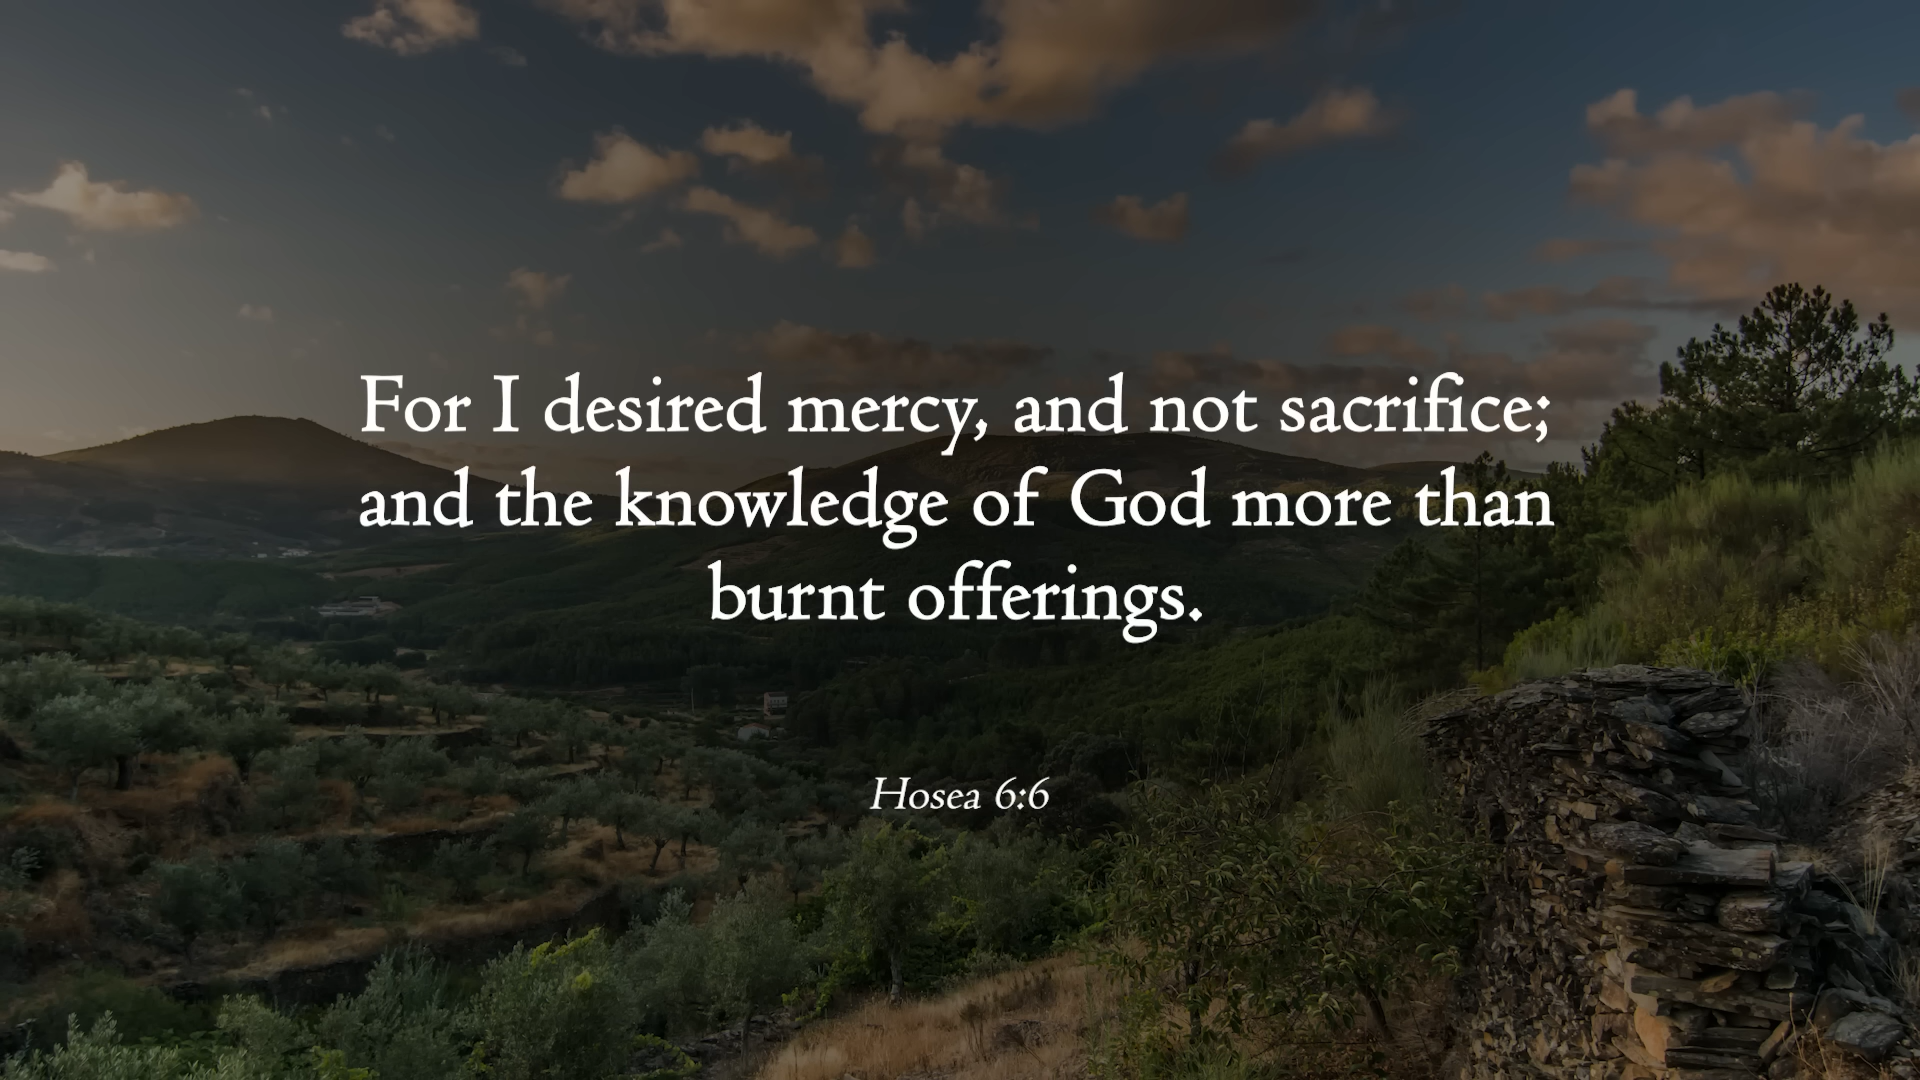 For I desired mercy, and not sacrifice;
and the knowledge of God more than
burnt offerings.
Hosea 6:6